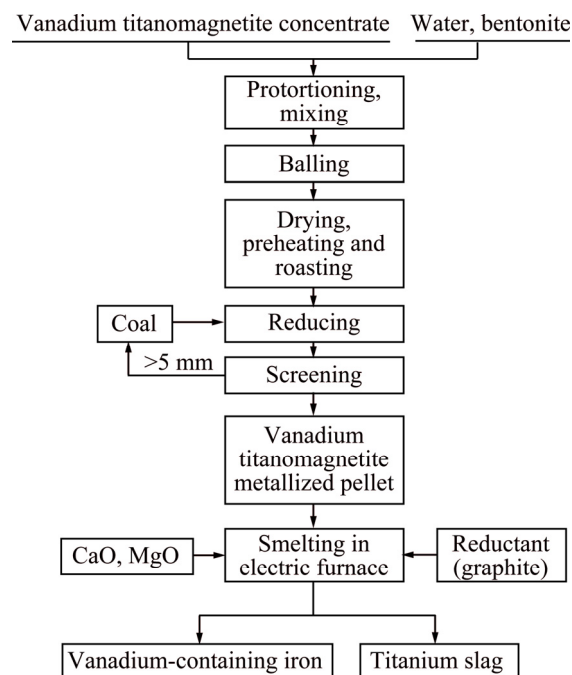 Vanadium titanomagnetite concentrate
Water, bentonite
Protortioning,
mixing
Balling
Drying,
preheating and
roasting
Coal
Reducing
>5 mm
Screening
Vanadium
titanomagnetite
metallized pellet
CaO, MgO
Smelting in
electric furnace
Reductant
(graphite)
Vanadium-containing iron
Titanium slag